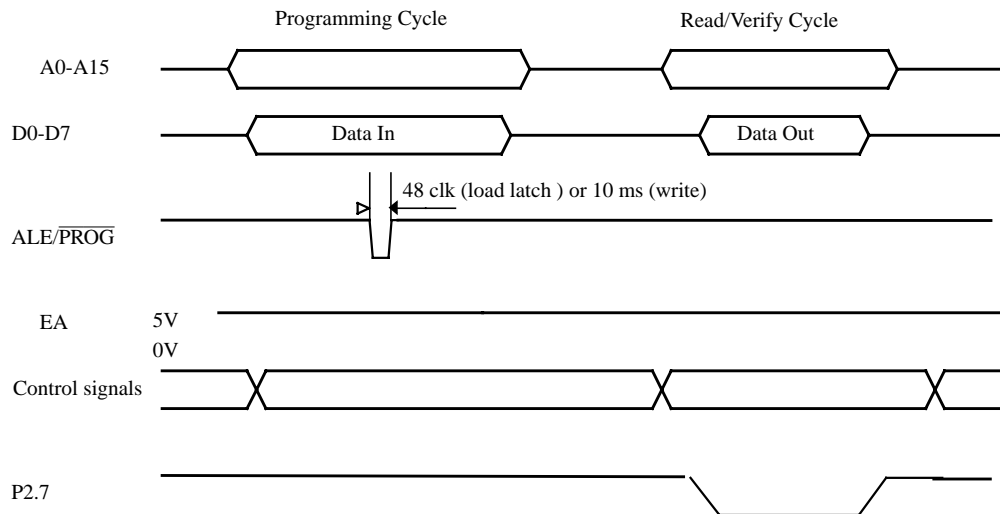 Programming Cycle Read/Verify Cycle
A0-A15
D0-D7 Data In Data Out
48 clk (load latch ) or 10 ms (write)
ALE/PROG
EA 5V
0V
Control signals
P2.7